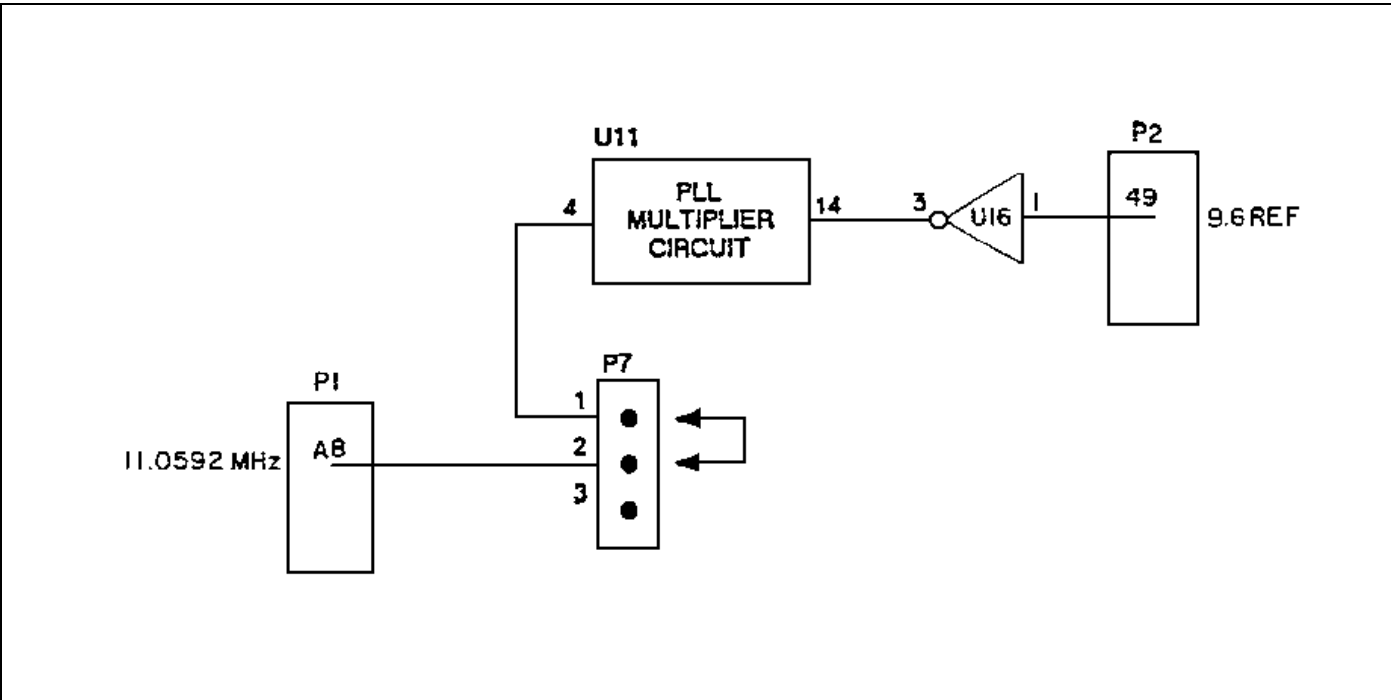 U11
P2
PLL
MULTIPLIER
CIRCUIT
4
14
3
U16
1
49
9.6 REF
P7
P1
1
2
3
11.0592 MHz
A8